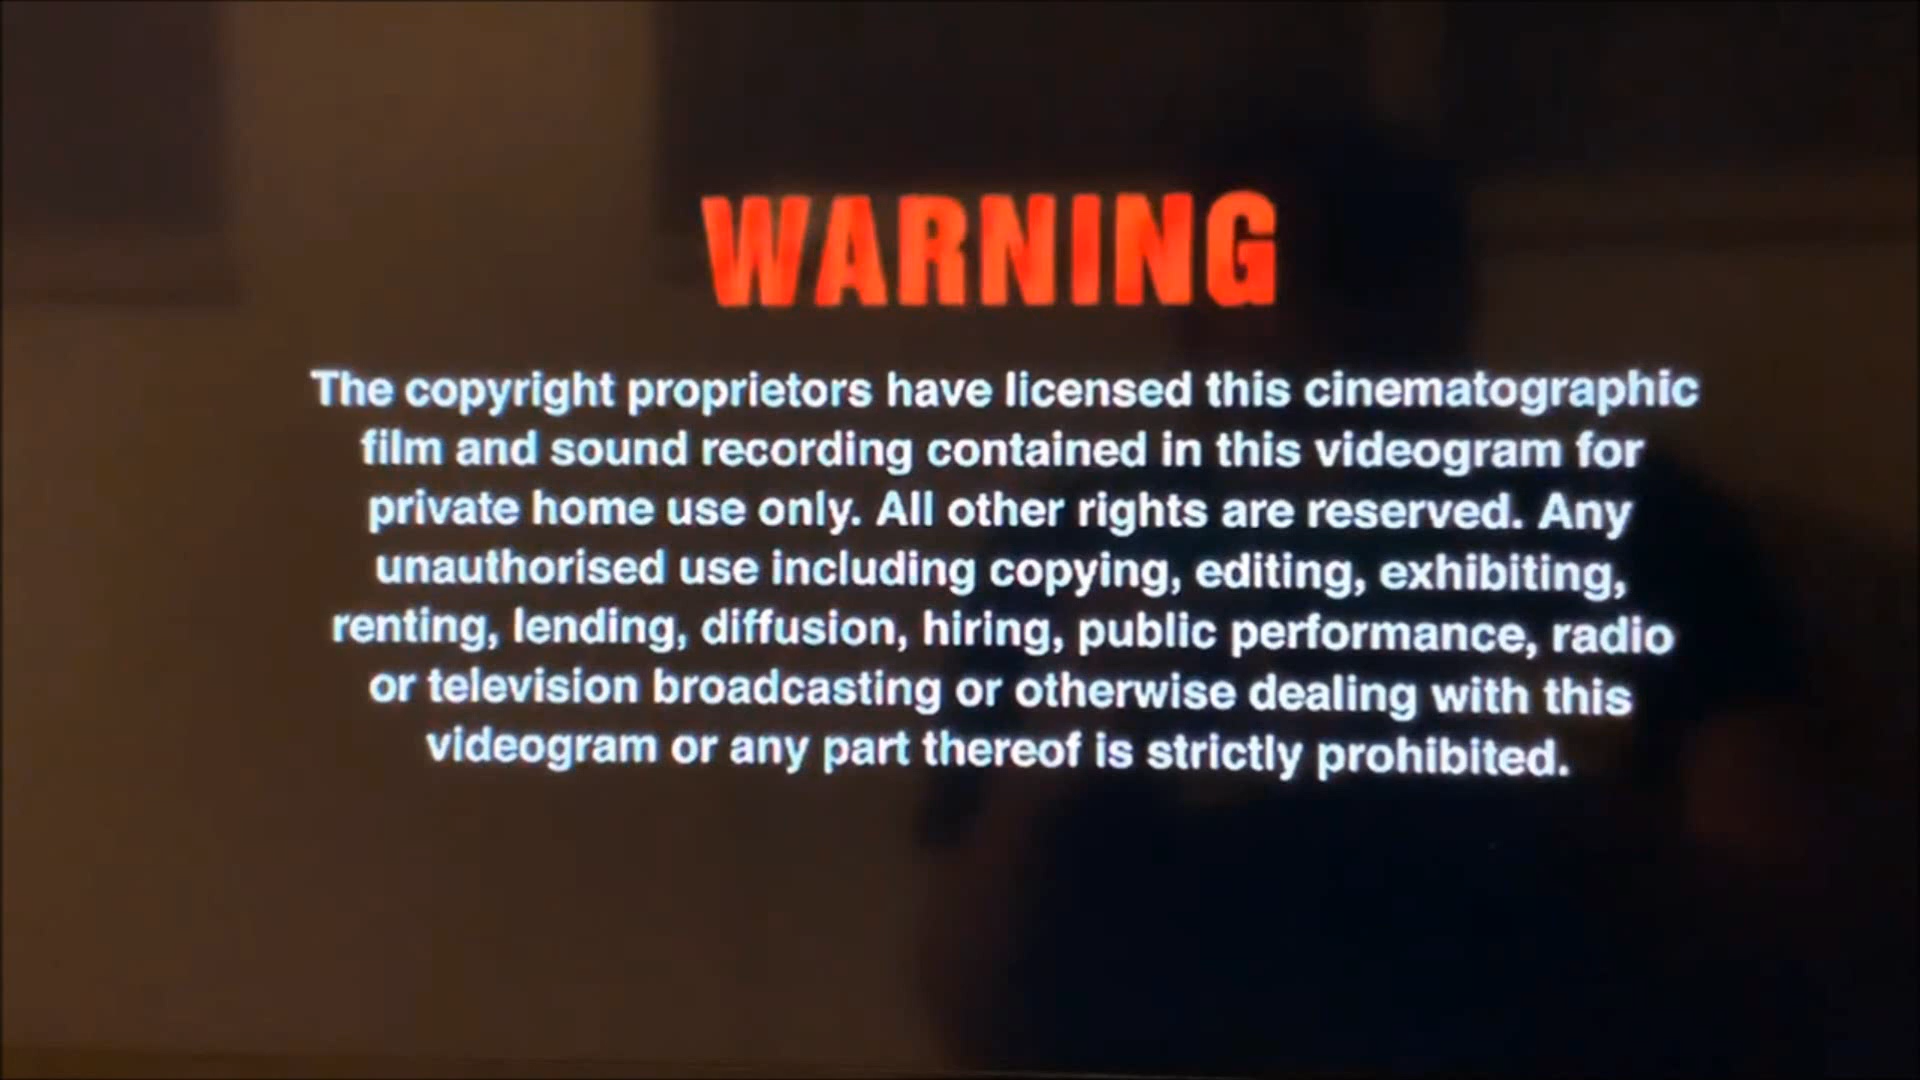 WARNING
The copyright proprietors have licensed this cinematographic
film and sound recording contained in this videogram for
private home use only. All other rights are reserved. Any
unauthorised use including copying, editing, exhibiting,
renting, lending, diffusion, hiring, public performance, radio
or television broadcasting or otherwise dealing with this
videogram or any part thereof is strictly prohibited.